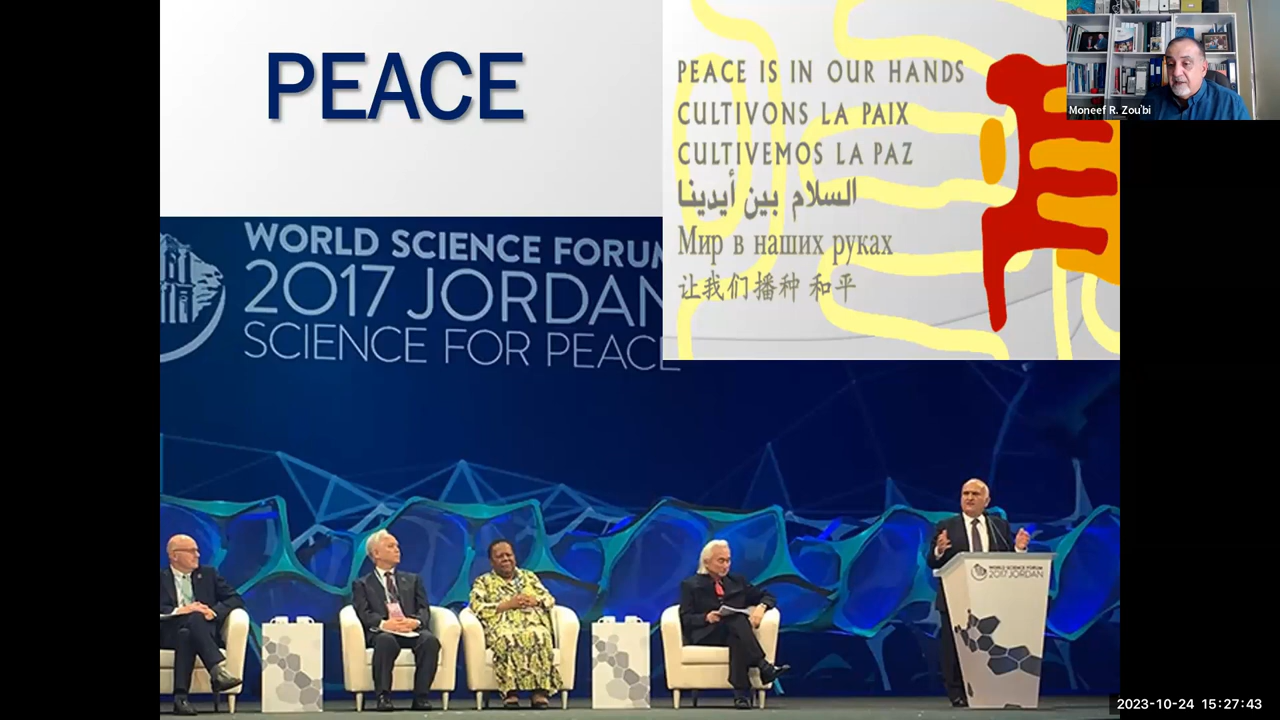 PEACE
PEACE IS IN OUR HANDS
CULTIVONS LA PAIX
CULTIVEMOS LA PAZ
السلام بين أيدينا
Мир в наших руках
让我们播种 和平
Moneef R. Zou'bi
WORLD SCIENCE FORUM
2017 JORDAN
SCIENCE FOR PEACE
WORLD SCIENCE FORUM
2017 JORDAN
2023-10-24 15:27:43